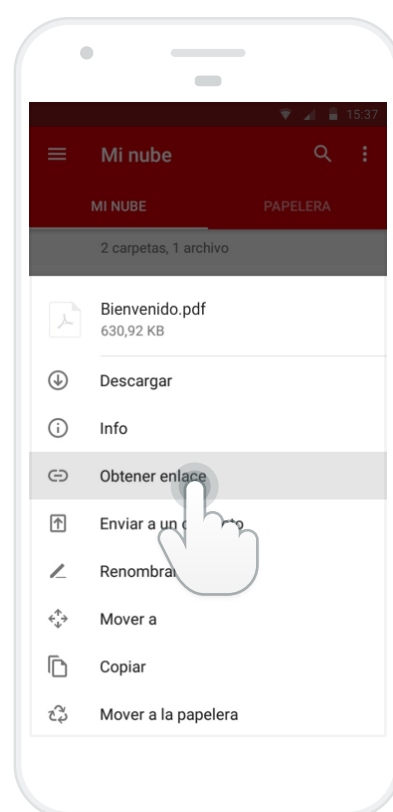 15:37
Mi nube
MI NUBE PAPELERA
2 carpetas, 1 archivo
Bienvenido.pdf
630,92 KB
Descargar
Info
Obtener enlace
Enviar a un
Renombrar
Mover a
Copiar
Mover a la papelera